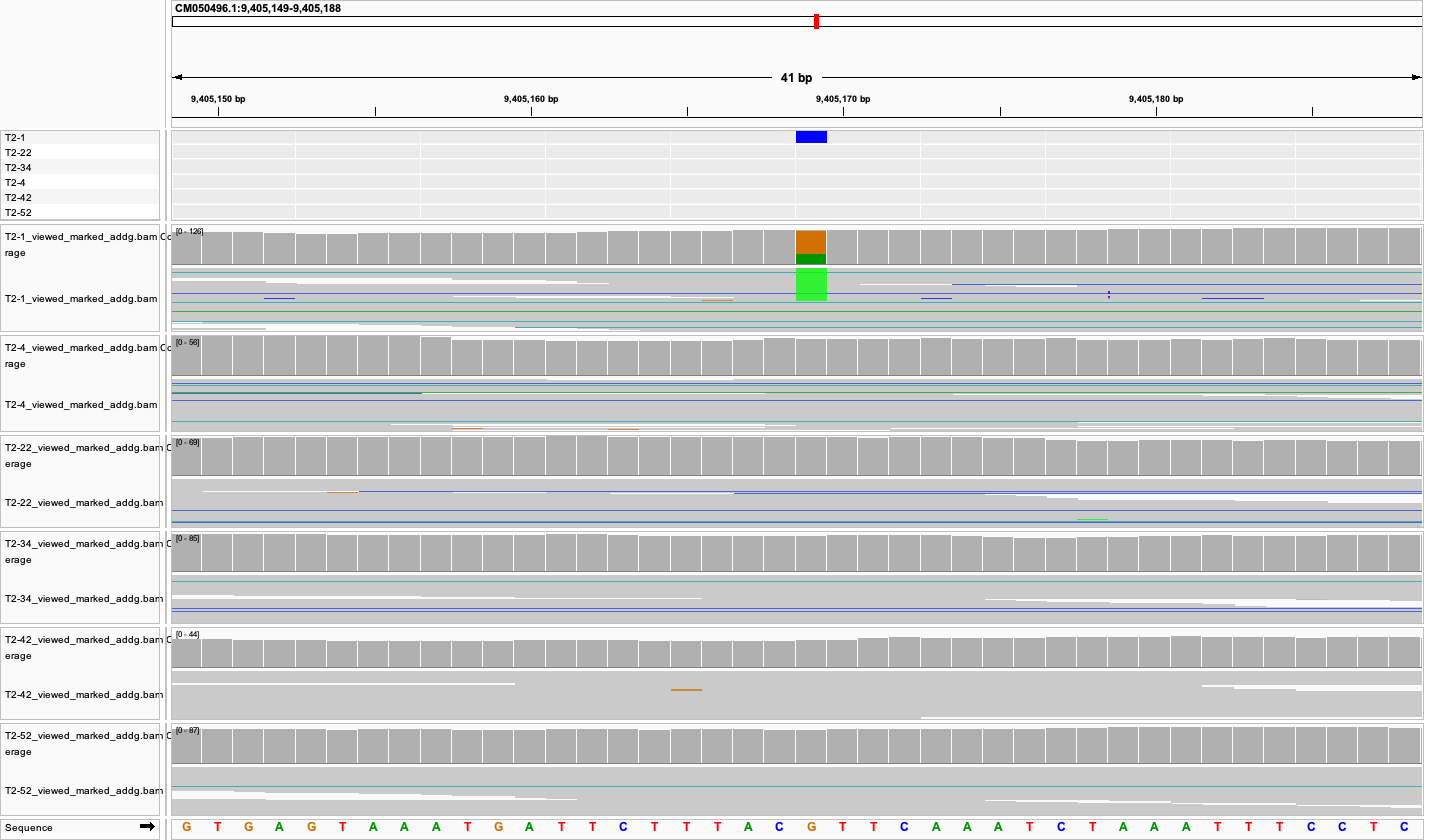 CM050496.1:9,405,149-9,405,188
41 bp
9,405,150 bp 9,405,160 bp 9,405,170 bp 9,405,180 bp
T2-1
T2-22
T2-34
T2-4
T2-42
T2-52
T2-1_viewed_marked_addg.bam Co
rage
[0 - 126]
T2-1_viewed_marked_addg.bam
T2-4_viewed_marked_addg.bam Co
rage
[0 - 56]
T2-4_viewed_marked_addg.bam
T2-22_viewed_marked_addg.bam C
erage
[0 - 69]
T2-22_viewed_marked_addg.bam
T2-34_viewed_marked_addg.bam C
erage
[0 - 85]
T2-34_viewed_marked_addg.bam
T2-42_viewed_marked_addg.bam C
erage
[0 - 44]
T2-42_viewed_marked_addg.bam
T2-52_viewed_marked_addg.bam C
erage
[0 - 87]
T2-52_viewed_marked_addg.bam
Sequence G T G A G T A A A T G A T T C T T T A C G T T C A A A T C T A A A T T T C C T C